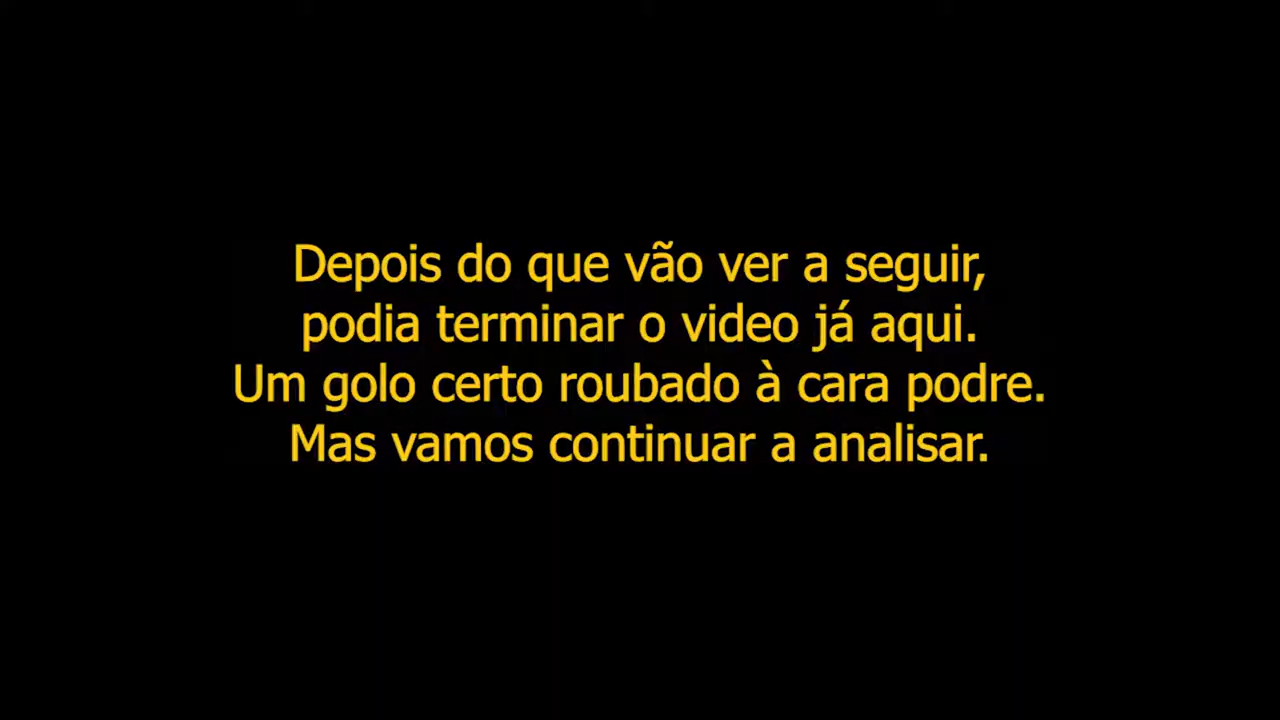 Depois do que vão ver a seguir,
podia terminar o video já aqui.
Um golo certo roubado à cara podre.
Mas vamos continuar a analisar.